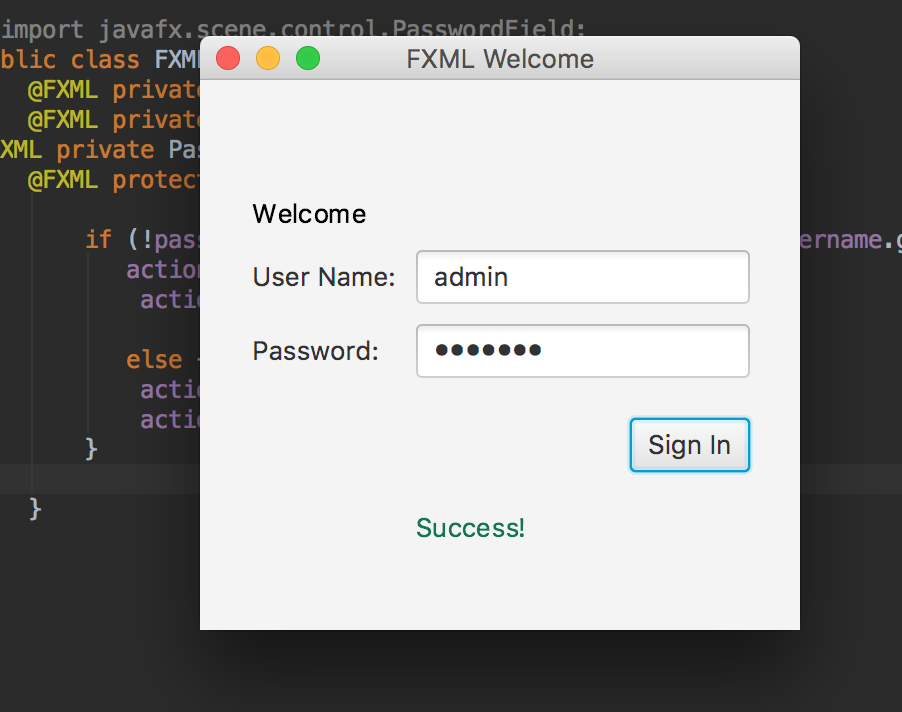 import javafx.scene.control.PasswordField;
blic class FXML
@FXML private
@FXML private
XML private Pas
@FXML protect
if (!pass
ername.g
action
actio
else {
actio
actio
}
}
FXML Welcome
Welcome
User Name: admin
Password: •••••••
Sign In
Success!